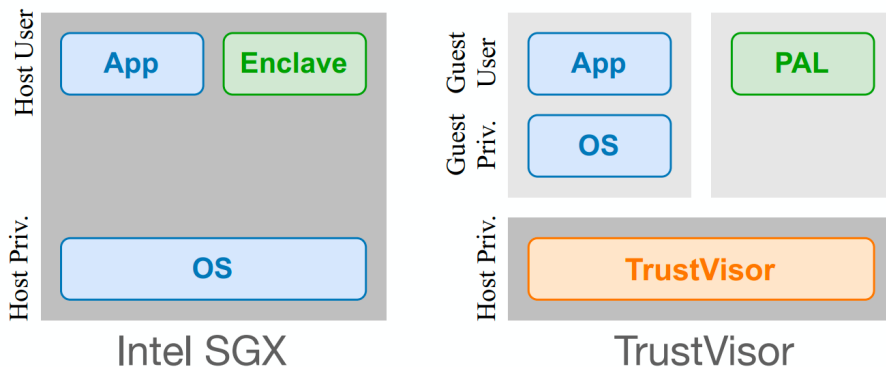 Host User
App
Enclave
Host Priv.
OS
Intel SGX
Guest
User
App
PAL
Guest
Priv.
OS
Host Priv.
TrustVisor
TrustVisor